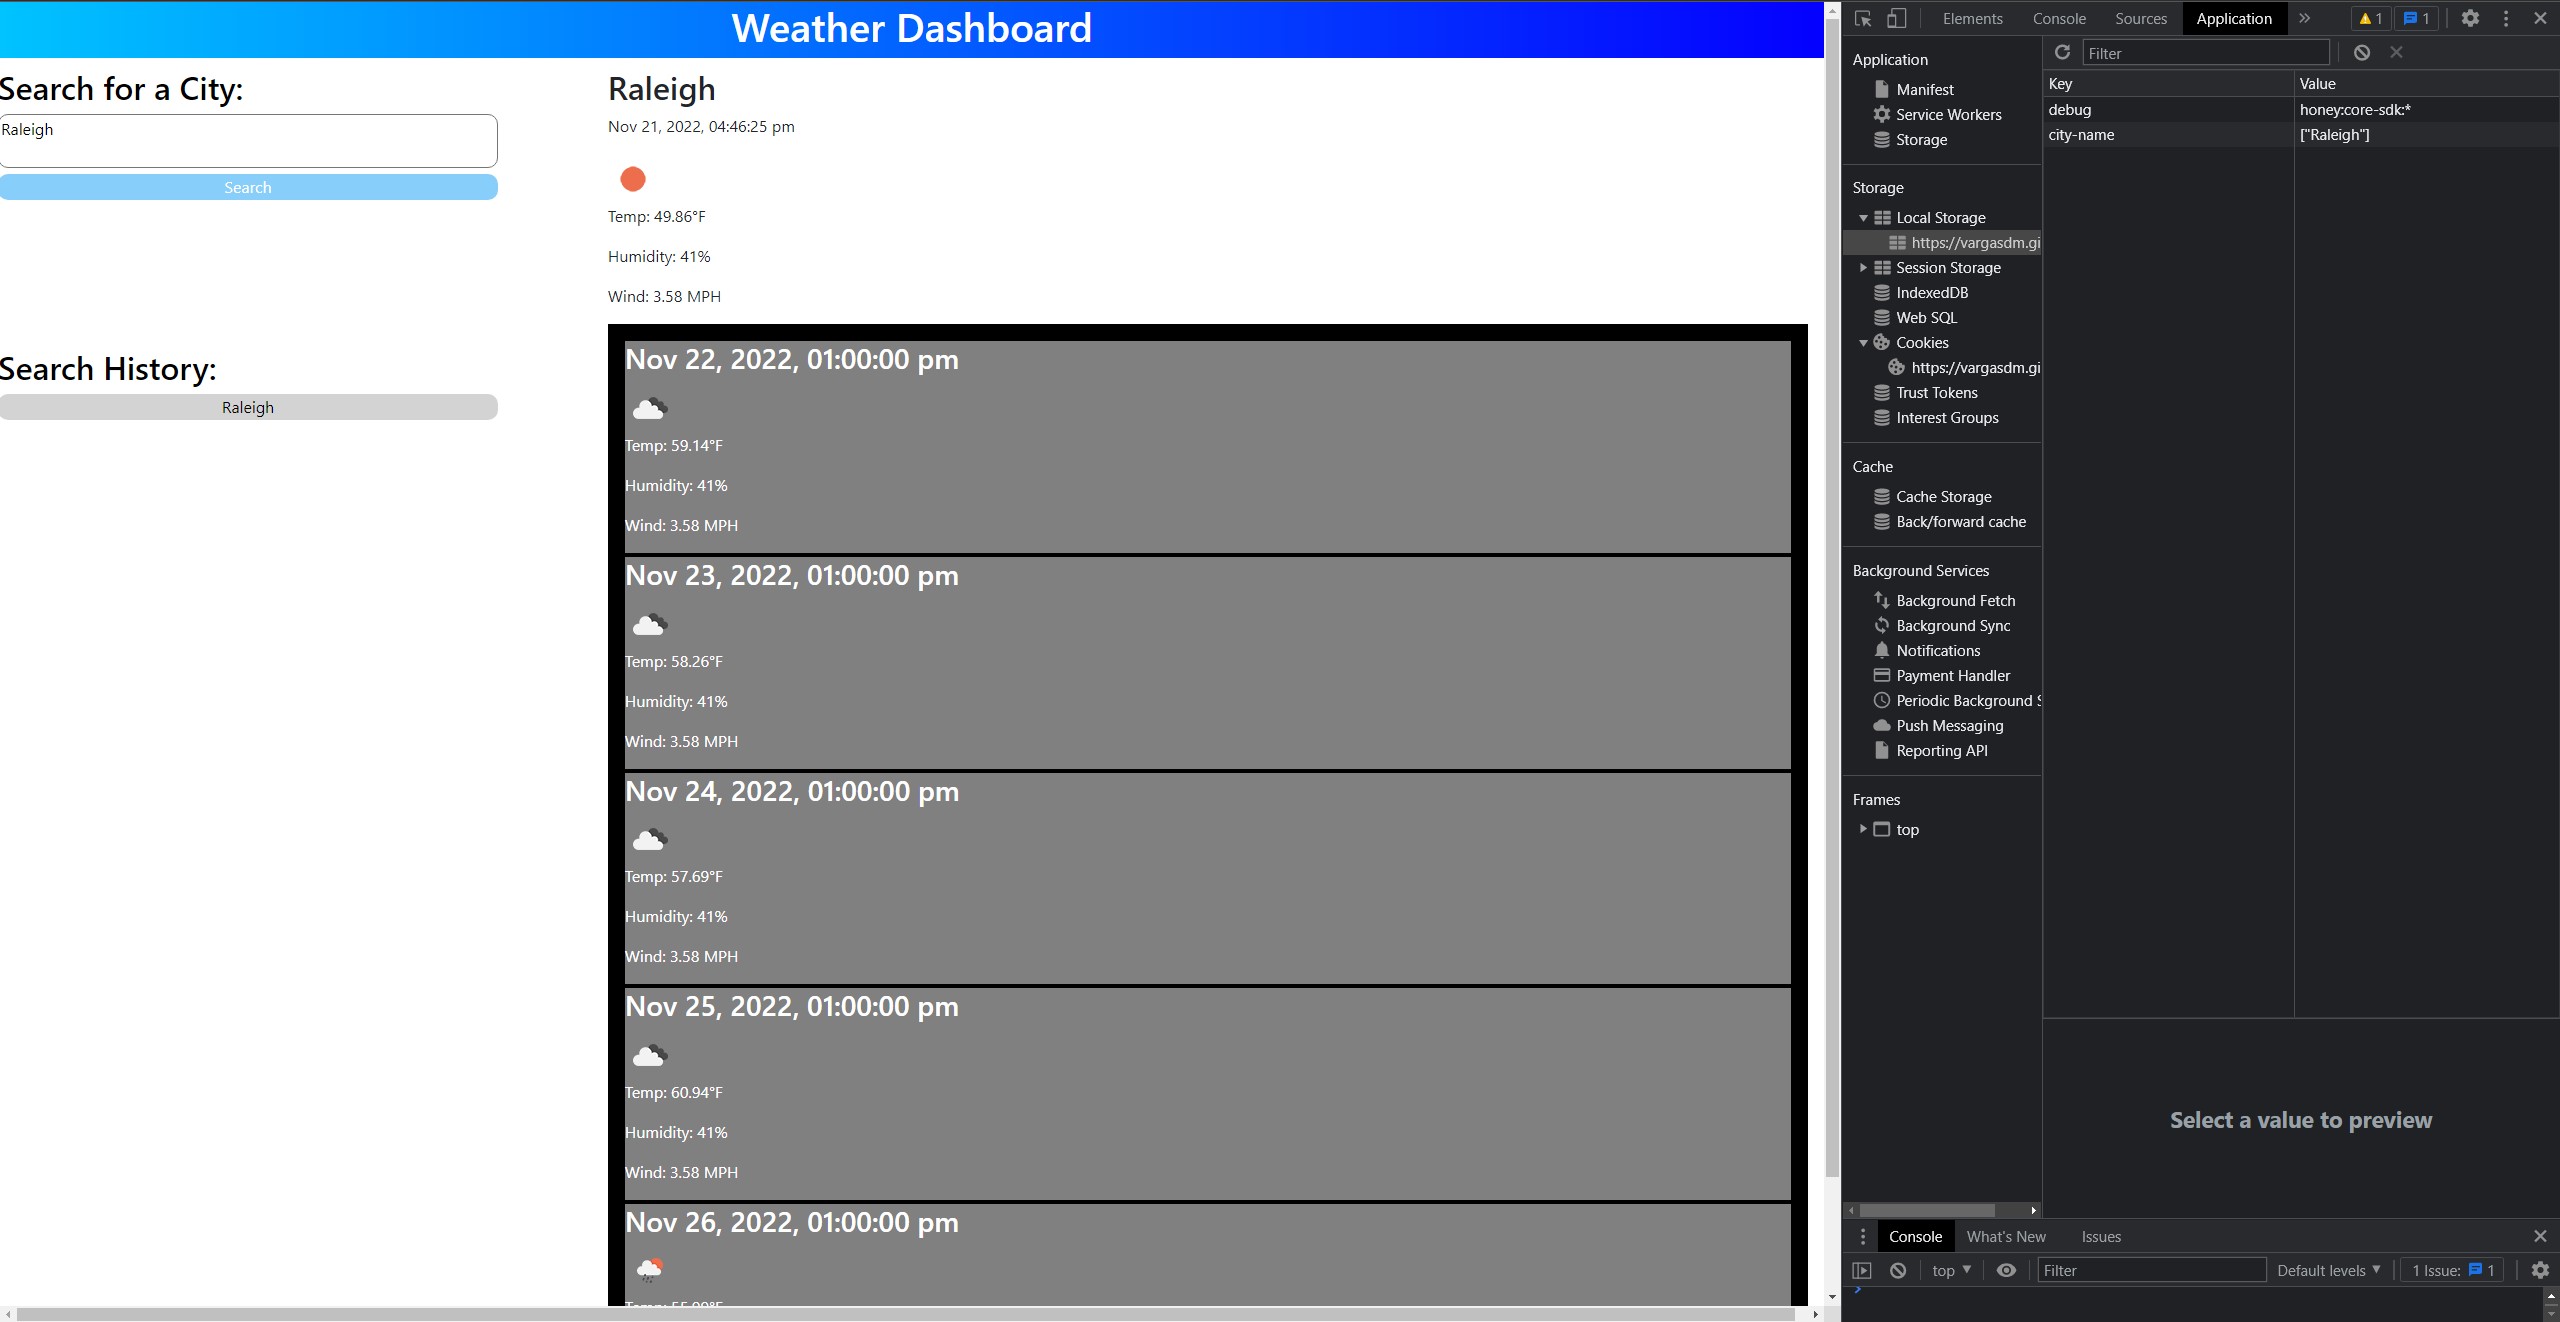 Weather Dashboard
Search for a City:
Raleigh
Search
Search History:
Raleigh
Raleigh
Nov 21, 2022, 04:46:25 pm
Temp: 49.86°F
Humidity: 41%
Wind: 3.58 MPH
Nov 22, 2022, 01:00:00 pm
Temp: 59.14°F
Humidity: 41%
Wind: 3.58 MPH
Nov 23, 2022, 01:00:00 pm
Temp: 58.26°F
Humidity: 41%
Wind: 3.58 MPH
Nov 24, 2022, 01:00:00 pm
Temp: 57.69°F
Humidity: 41%
Wind: 3.58 MPH
Nov 25, 2022, 01:00:00 pm
Temp: 60.94°F
Humidity: 41%
Wind: 3.58 MPH
Nov 26, 2022, 01:00:00 pm
Elements Console Sources Application » 1 1
Application
Manifest
Service Workers
Storage
Storage
Local Storage
https://vargasdm.gi
Session Storage
IndexedDB
Web SQL
Cookies
https://vargasdm.gi
Trust Tokens
Interest Groups
Cache
Cache Storage
Back/forward cache
Background Services
Background Fetch
Background Sync
Notifications
Payment Handler
Periodic Background S
Push Messaging
Reporting API
Frames
top
Filter
Key Value
debug honey:core-sdk:*
city-name ["Raleigh"]
Select a value to preview
Console What's New Issues
top Filter Default levels 1 Issue: 1